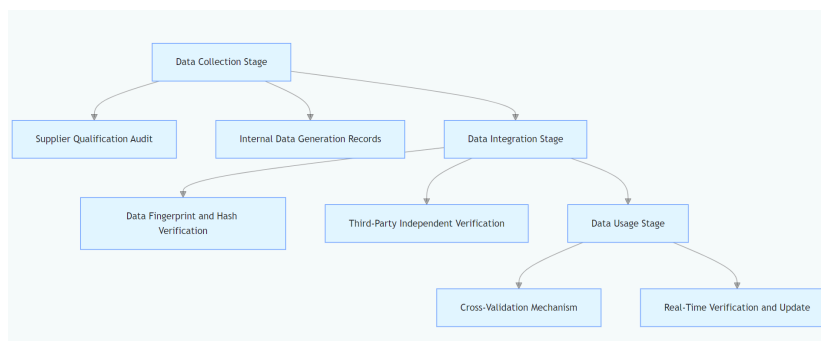 Data Collection Stage
Supplier Qualification Audit
Internal Data Generation Records
Data Integration Stage
Data Fingerprint and Hash
Verification
Third-Party Independent Verification
Data Usage Stage
Cross-Validation Mechanism
Real-Time Verification and Update